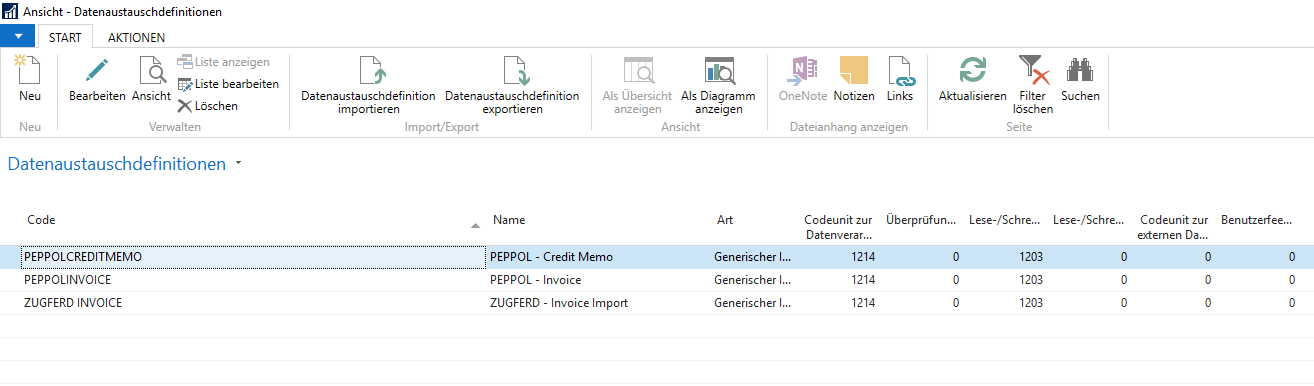 Ansicht - Datenaustauschdefinitionen
START AKTIONEN
Neu
Bearbeiten
Ansicht
Liste anzeigen
Liste bearbeiten
Löschen
Datenaustauschdefinition
importieren
Datenaustauschdefinition
exportieren
Als Übersicht
anzeigen
Als Diagramm
anzeigen
OneNote
Notizen
Links
Aktualisieren
Filter
löschen
Suchen
Neu Verwalten Import/Export Ansicht Dateianhang anzeigen Seite
Datenaustauschdefinitionen
Code Name Art Codeunit zur Überprüfun... Lese-/Schre... Lese-/Schre... Codeunit zur Benutzerfee...
Datenverar... externen Da...
PEPPOLCREDITMEMO PEPPOL - Credit Memo Generischer I... 1214 0 1203 0 0 0
PEPPOLINVOICE PEPPOL - Invoice Generischer I... 1214 0 1203 0 0 0
ZUGFERD INVOICE ZUGFERD - Invoice Import Generischer I... 1214 0 1203 0 0 0